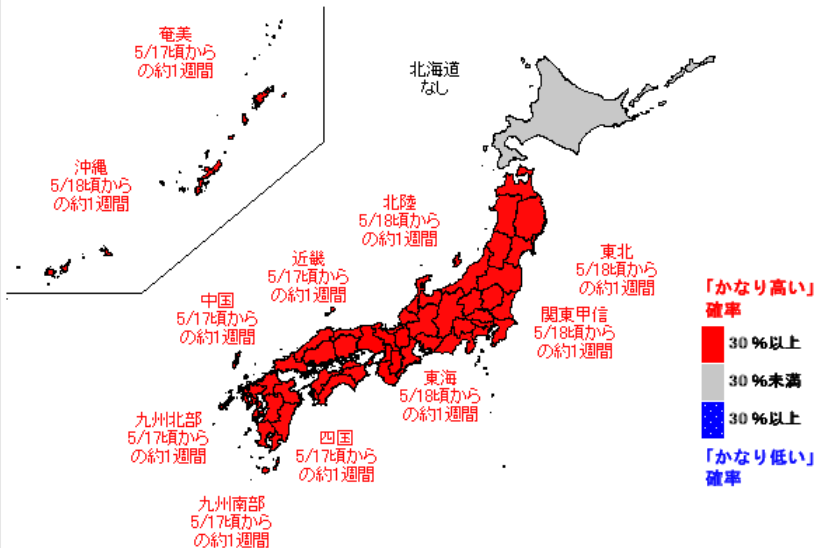 奄美
5/17頃から
の約1週間
北海道
なし
沖縄
5/18頃から
の約1週間
北陸
5/18頃から
の約1週間
東北
5/18頃から
の約1週間
近畿
5/17頃から
の約1週間
中国
5/17頃から
の約1週間
関東甲信
5/18頃から
の約1週間
東海
5/18頃から
の約1週間
九州北部
5/17頃から
の約1週間
四国
5/17頃から
の約1週間
九州南部
5/17頃から
の約1週間
「かなり高い」
確率
30%以上
30%未満
30%以上
「かなり低い」
確率